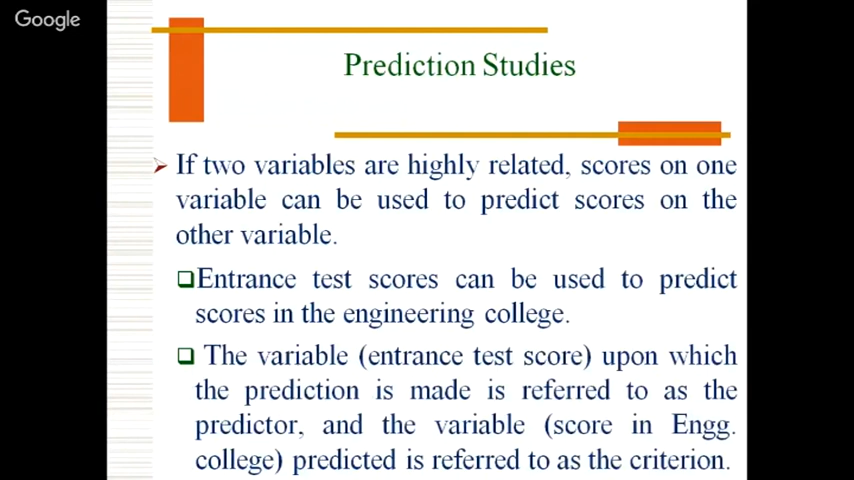 Google
Prediction Studies
If two variables are highly related, scores on one
variable can be used to predict scores on the
other variable.
Entrance test scores can be used to predict
scores in the engineering college.
The variable (entrance test score) upon which
the prediction is made is referred to as the
predictor, and the variable (score in Engg.
college) predicted is referred to as the criterion.